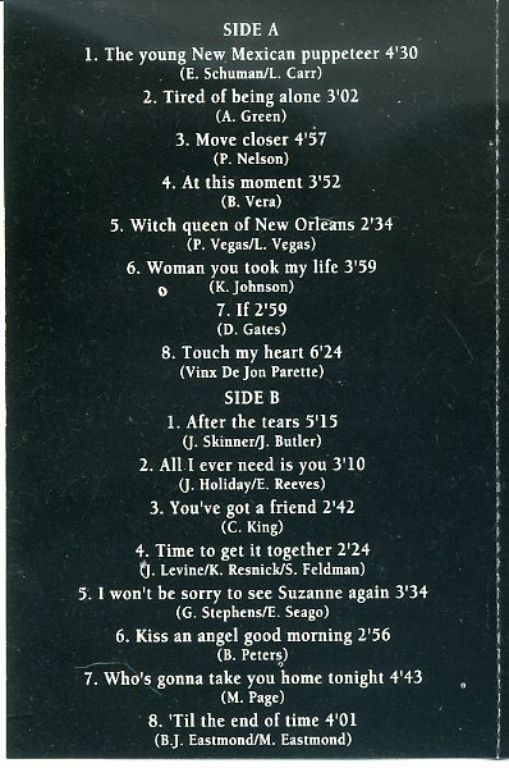 SIDE A
1. The young New Mexican puppeteer 4'30
(E. Schuman/L. Carr)
2. Tired of being alone 3'02
(A. Green)
3. Move closer 4'57
(P. Nelson)
4. At this moment 3'52
(B. Vera)
5. Witch queen of New Orleans 2'34
(P. Vegas/L. Vegas)
6. Woman you took my life 3'59
(K. Johnson)
7. If 2'59
(D. Gates)
8. Touch my heart 6'24
(Vinx De Jon Parette)
SIDE B
1. After the tears 5'15
(J. Skinner/J. Butler)
2. All I ever need is you 3'10
(J. Holiday/E. Reeves)
3. You've got a friend 2'42
(C. King)
4. Time to get it together 2'24
(J. Levine/K. Resnick/S. Feldman)
5. I won't be sorry to see Suzanne again 3'34
(G. Stephens/E. Seago)
6. Kiss an angel good morning 2'56
(B. Peters)
7. Who's gonna take you home tonight 4'43
(M. Page)
8. 'Til the end of time 4'01
(B.J. Eastmond/M. Eastmond)